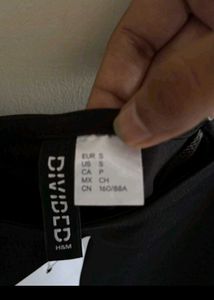 DIVIDED
H&M
EUR S
US S
CA P
MX CH
CN 160/88A